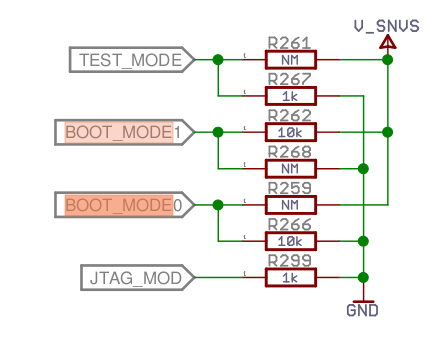 V_SNVS
R261
TEST_MODE
NM
R267
1k
R262
BOOT_MODE1
10k
R268
NM
R259
BOOT_MODE0
NM
R266
10k
R299
JTAG_MOD
1k
GND